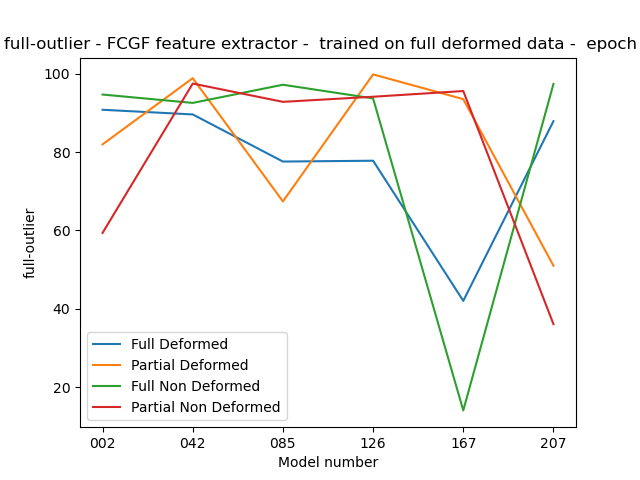 full-outlier - FCGF feature extractor -  trained on full deformed data -  epoch
100
80
60
40
20
full-outlier
Full Deformed
Partial Deformed
Full Non Deformed
Partial Non Deformed
002 042 085 126 167 207
Model number